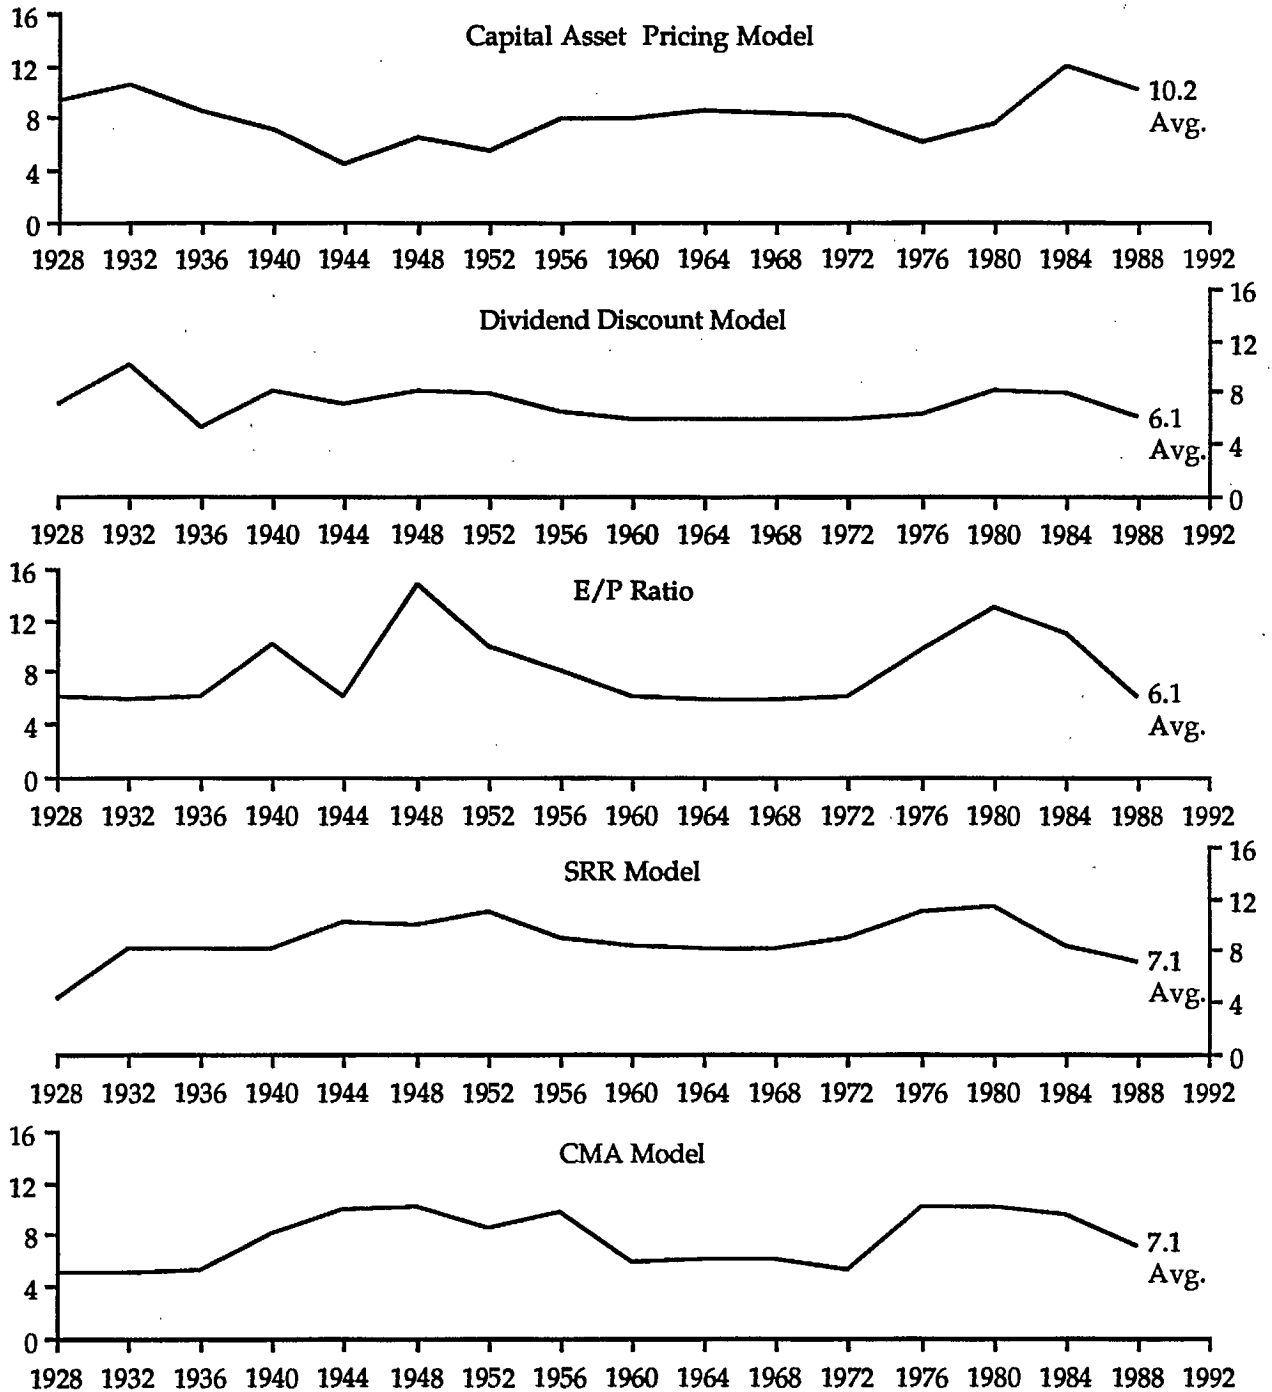 Capital Asset Pricing Model
16
12
8
4
0
10.2
Avg.
1928 1932 1936 1940 1944 1948 1952 1956 1960 1964 1968 1972 1976 1980 1984 1988 1992
Dividend Discount Model
16
12
8
4
0
6.1
Avg.
1928 1932 1936 1940 1944 1948 1952 1956 1960 1964 1968 1972 1976 1980 1984 1988 1992
E/P Ratio
16
12
8
4
0
6.1
Avg.
1928 1932 1936 1940 1944 1948 1952 1956 1960 1964 1968 1972 1976 1980 1984 1988 1992
SRR Model
16
12
8
4
0
7.1
Avg.
1928 1932 1936 1940 1944 1948 1952 1956 1960 1964 1968 1972 1976 1980 1984 1988 1992
CMA Model
16
12
8
4
0
7.1
Avg.
1928 1932 1936 1940 1944 1948 1952 1956 1960 1964 1968 1972 1976 1980 1984 1988 1992